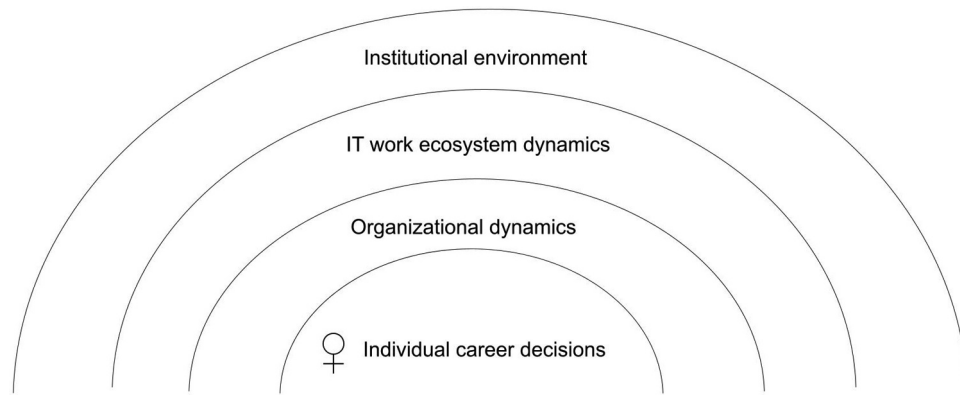 Institutional environment
IT work ecosystem dynamics
Organizational dynamics
Individual career decisions